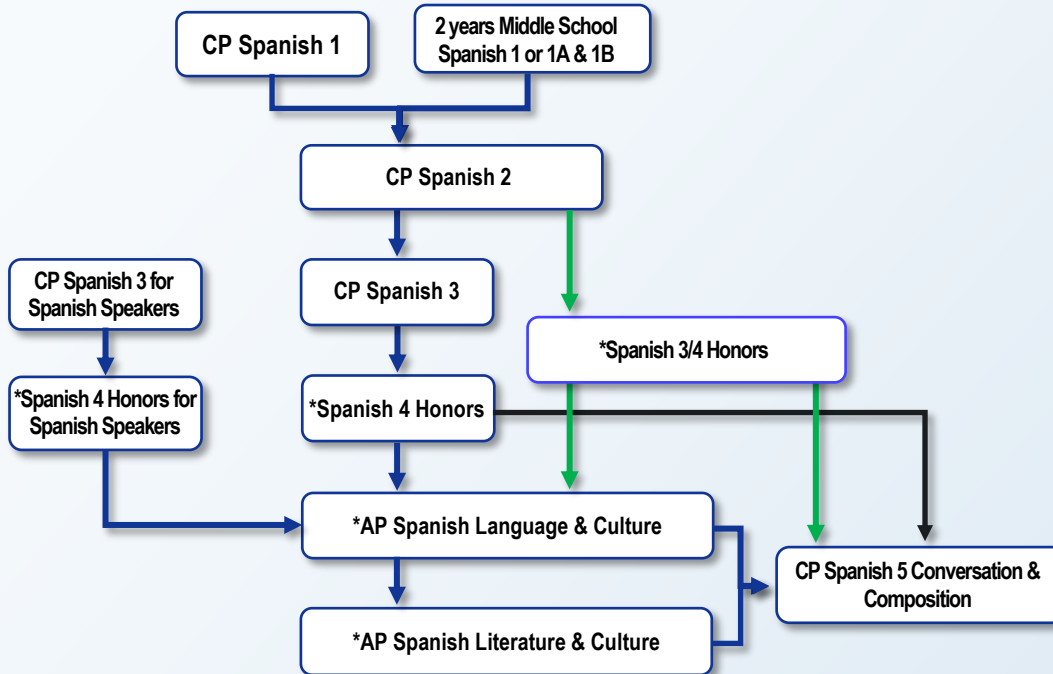 CP Spanish 1
2 years Middle School
Spanish 1 or 1A & 1B
CP Spanish 2
CP Spanish 3 for
Spanish Speakers
CP Spanish 3
*Spanish 3/4 Honors
*Spanish 4 Honors for
Spanish Speakers
*Spanish 4 Honors
*AP Spanish Language & Culture
CP Spanish 5 Conversation &
Composition
*AP Spanish Literature & Culture